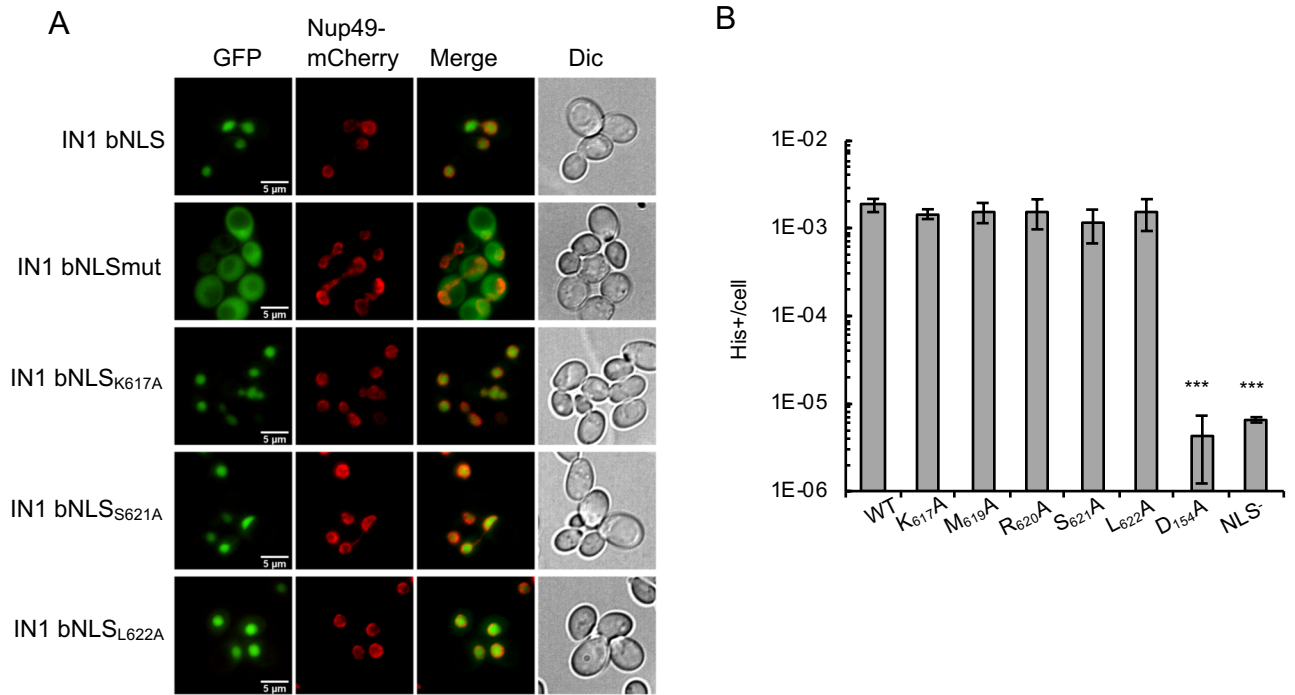 A
GFP
Nup49-
mCherry
Merge
Dic
IN1 bNLS
5 µm
IN1 bNLSmut
5 µm
IN1 bNLSK617A
5 µm
IN1 bNLSS621A
5 µm
IN1 bNLSL622A
5 µm
B
His+/cell
1E-02
1E-03
1E-04
1E-05
1E-06
*** ***
WT K617A M619A R620A S621A L622A D154A NLS-